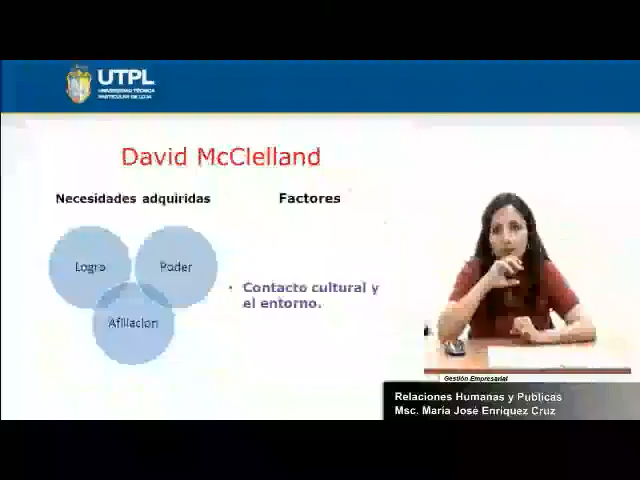 UTPL
UNIVERSIDAD TÉCNICA
PARTICULAR DE LOJA
David McClelland
Necesidades adquiridas
Factores
Logro
Poder
Afiliacion
• Contacto cultural y
el entorno.
Gestión Empresarial
Relaciones Humanas y Publicas
Msc. María José Enríquez Cruz